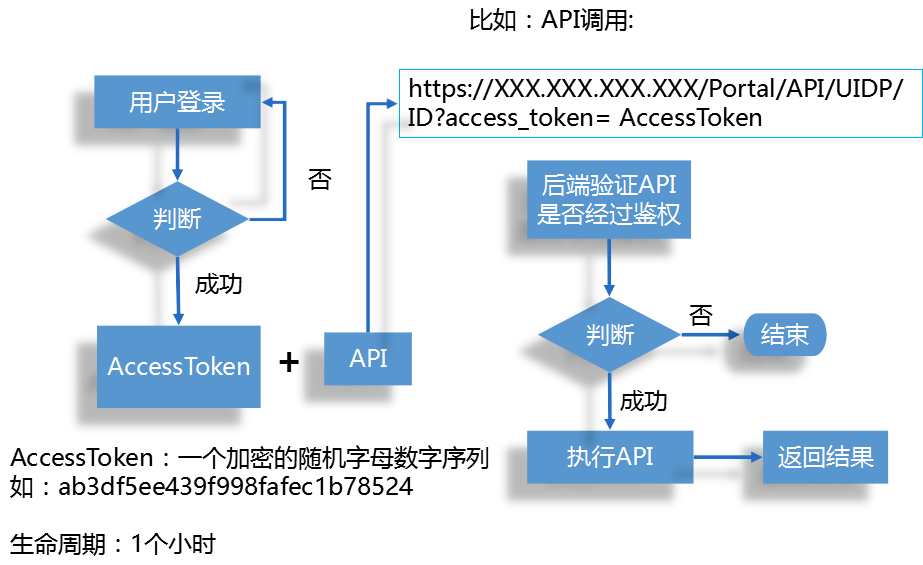 比如：API调用:
用户登录
否
判断
成功
AccessToken
+
API
https://XXX.XXX.XXX.XXX/Portal/API/UIDP/
ID?access_token= AccessToken
后端验证API
是否经过鉴权
判断
否
结束
成功
执行API
返回结果
AccessToken：一个加密的随机字母数字序列
如：ab3df5ee439f998fafec1b78524
生命周期：1个小时